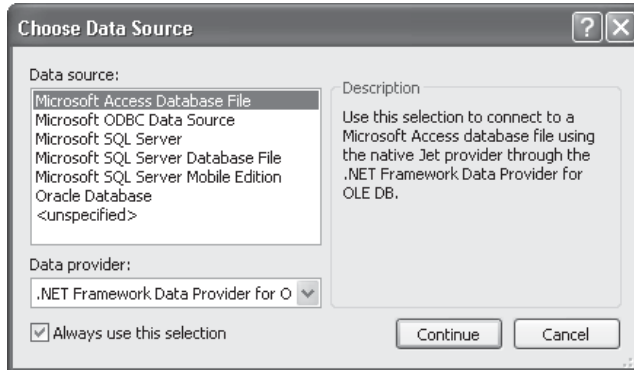 Choose Data Source
Data source:
Microsoft Access Database File
Microsoft ODBC Data Source
Microsoft SQL Server
Microsoft SQL Server Database File
Microsoft SQL Server Mobile Edition
Oracle Database
<unspecified>
Data provider:
.NET Framework Data Provider for O
Always use this selection
Description
Use this selection to connect to a
Microsoft Access database file using
the native Jet provider through the
.NET Framework Data Provider for
OLE DB.
Continue
Cancel